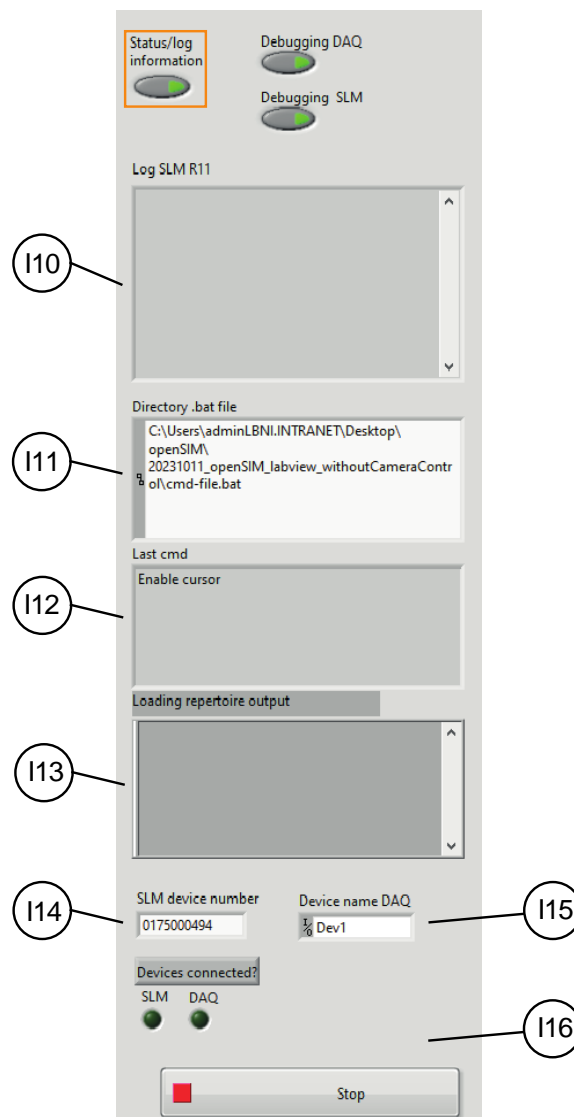 Status/log
information
Debugging DAQ
Debugging SLM
Log SLM R11
I10
Directory .bat file
C:\Users\adminLBNI.INTRANET\Desktop\
openSIM\
20231011_openSIM_labview_withoutCameraContr
ol\cmd-file.bat
I11
Last cmd
Enable cursor
I12
Loading repertoire output
I13
SLM device number
Device name DAQ
I14
0175000494
I/O Dev1
I15
Devices connected?
SLM DAQ
I16
Stop